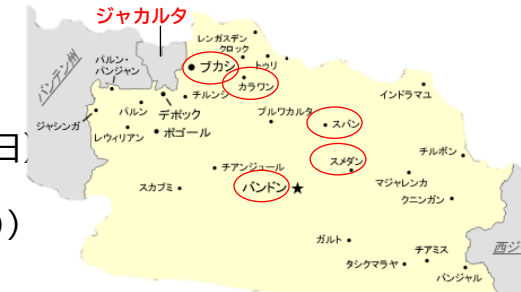 ジャカルタ
レンガスデン
クロック
トゥリ
パルン・
パンジャン
バンテン州
ブカシ
カラワン
チルンシ
インドラマユ
ジャシンガ
パルン
デポック
プルワカルタ
スバン
レウィリアン
ボゴール
日)
スメダン
チルボン
チアンジュール
スカブミ
バンドン
マジャレンカ
クニンガン
)
ガルト
チアミス
タシクマラヤ
バンジャル
西ジ